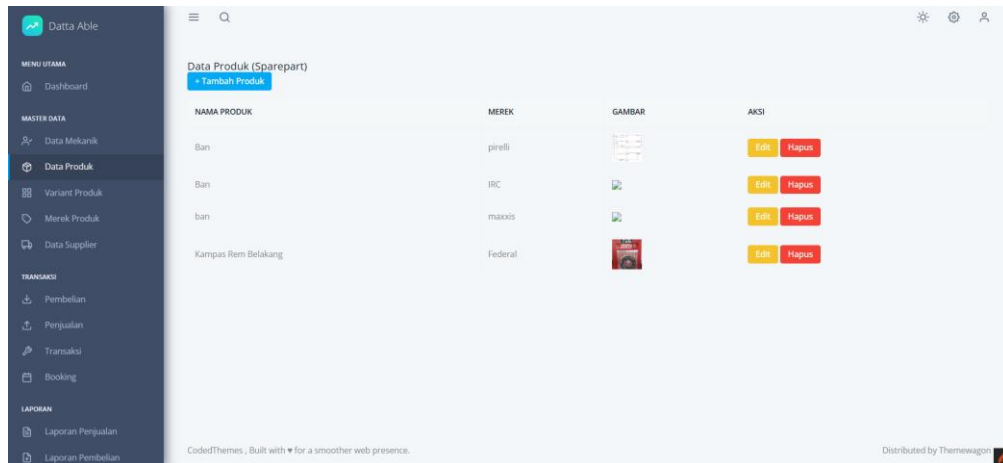 Datta Able
MENU UTAMA
Dashboard
MASTER DATA
Data Mekanik
Data Produk
Variant Produk
Merek Produk
Data Supplier
TRANSAKSI
Pembelian
Penjualan
Transaksi
Booking
LAPORAN
Laporan Penjualan
Laporan Pembelian
Data Produk (Sparepart)
+ Tambah Produk
NAMA PRODUK MEREK GAMBAR AKSI
Ban pirelli Edit Hapus
Ban IRC Edit Hapus
ban maxxis Edit Hapus
Kampas Rem Belakang Federal Edit Hapus
CodedThemes , Built with ♥ for a smoother web presence. Distributed by Themewagon